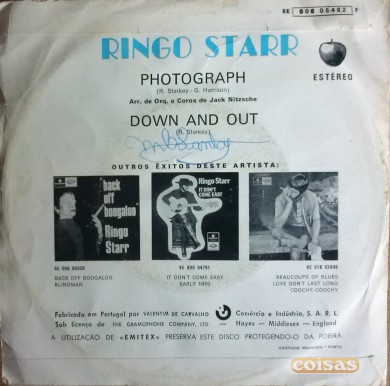 8E 006 05492
RINGO STARR
PHOTOGRAPH
(R. Starkey - G. Harrison)
Arr. de Orq. e Coros de Jack Nitzsche
ESTÉREO
DOWN AND OUT
(R. Starkey)
OUTROS ÊXITOS DESTE ARTISTA:
"back
off
boogaloo"
Ringo
Starr
Ringo Starr
IT DON'T
COME EASY
BACK OFF BOOGALOO
BLINDMAN
IT DON'T COME EASY
EARLY 1970
BEAUCOUPS OF BLUES
LOVE DON'T LAST LONG
COOCHY-COOCHY
Fabricado em Portugal por VALENTIM DE CARVALHO Comércio e Indústria, S. A. R. L.
Sob licença de THE GRAMOPHONE COMPANY, LTD. — Hayes - Middlesex - England
A UTILIZAÇÃO DE «EMITEX» PRESERVA ESTE DISCO PROTEGENDO-O DA POEIRA
coisas